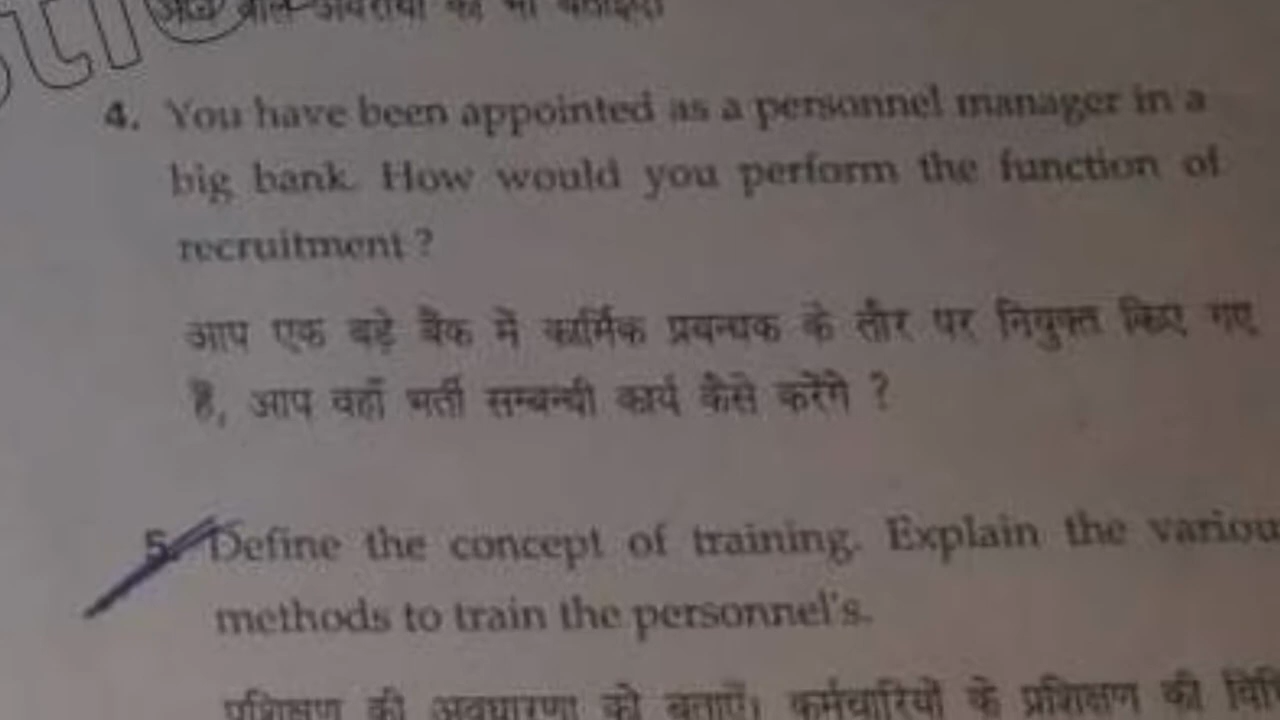 4. You have been appointed as a personnel manager in a
big bank. How would you perform the function of
recruitment ?
आप एक बड़े बैंक में कार्मिक प्रबन्धक के तौर पर नियुक्त किए गए
हैं, आप वहाँ भर्ती सम्बन्धी कार्य कैसे करेंगे ?
5. Define the concept of training. Explain the variou
methods to train the personnel's.
प्रशिक्षण की अवधारणा को बताएँ। कर्मचारियों के प्रशिक्षण की